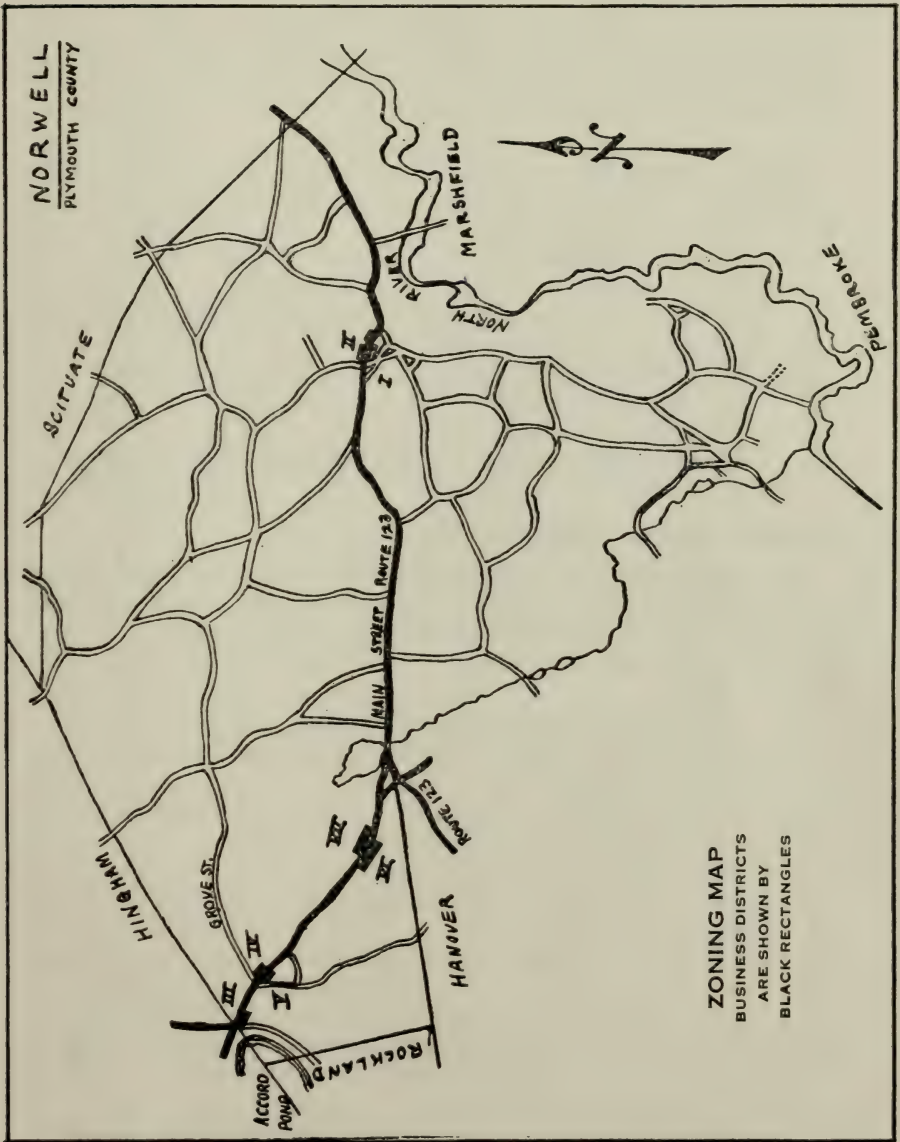 NORWELL
PLYMOUTH COUNTY
SCITUATE
MARSHFIELD
RIVER
NORTH
PEMBROKE
N
II
I
MAIN STREET ROUTE 123
HINGHAM
GROVE ST.
ROUTE 123
VII
VI
HANOVER
IV
V
III
ROCKLAND
ACCORD
POND
ZONING MAP
BUSINESS DISTRICTS
ARE SHOWN BY
BLACK RECTANGLES